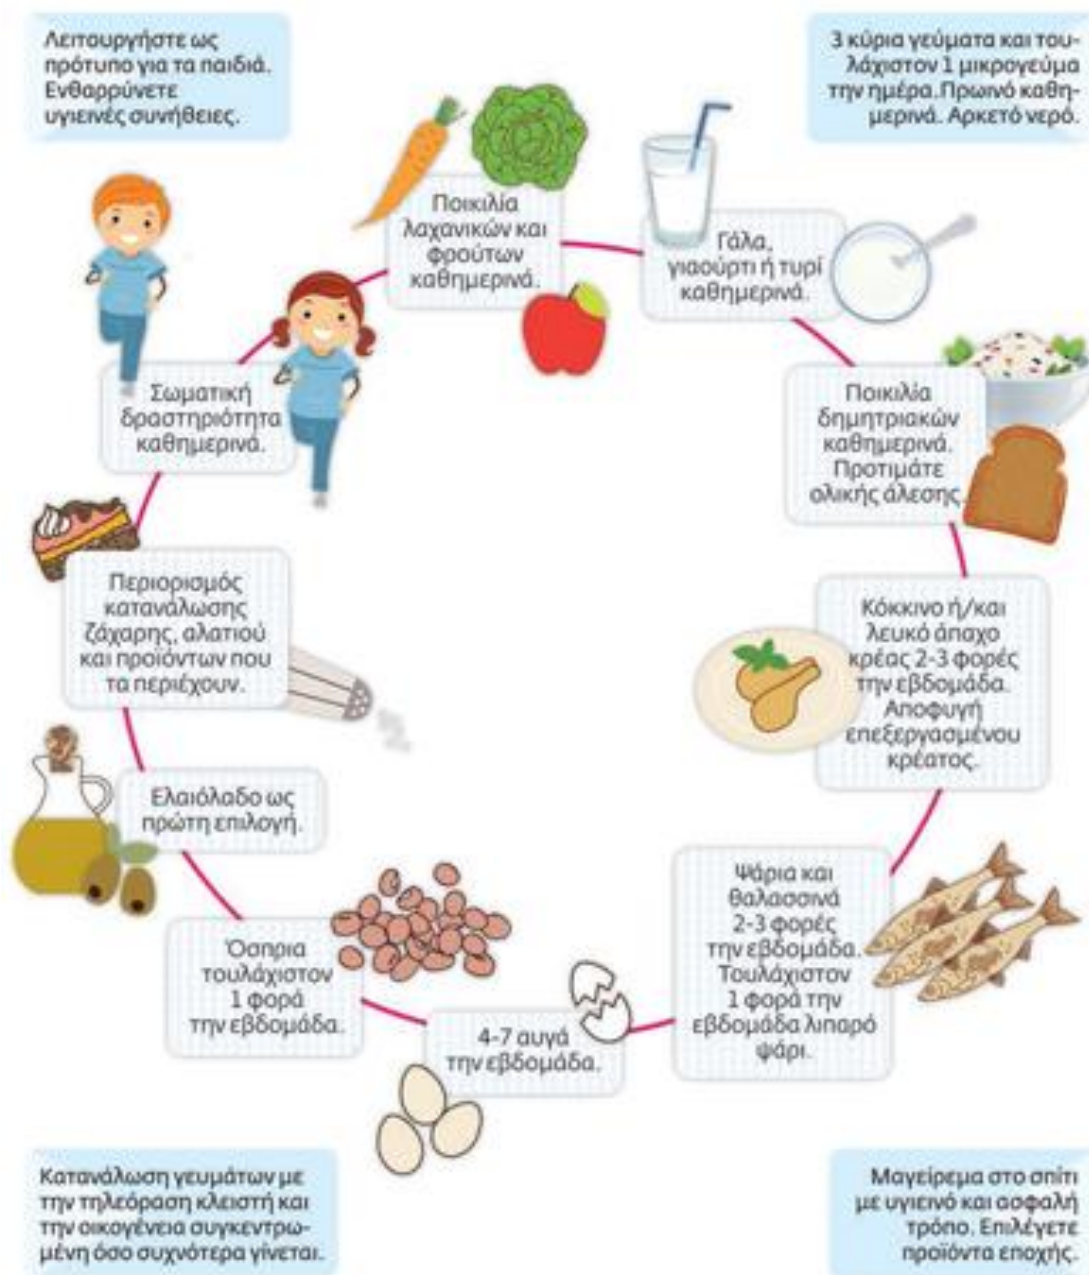 Λειτουργήστε ως
πρότυπο για τα παιδιά.
Ενθαρρύνετε
υγιεινές συνήθειες.
3 κύρια γεύματα και του-
λάχιστον 1 μικρογεύμα
την ημέρα. Πρωινό καθη-
μερινά. Αρκετό νερό.
Ποικιλία
λαχανικών και
φρούτων
καθημερινά.
Γάλα,
γιαούρτι ή τυρί
καθημερινά.
Ποικιλία
δημητριακών
καθημερινά.
Προτιμάτε
ολικής άλεσης.
Κόκκινο ή/και
λευκό άπαχο
κρέας 2-3 φορές
την εβδομάδα.
Αποφυγή
επεξεργασμένου
κρέατος.
Ψάρια και
θαλασσινά
2-3 φορές
την εβδομάδα.
Τουλάχιστον
1 φορά την
εβδομάδα λιπαρό
ψάρι.
4-7 αυγά
την εβδομάδα.
Όσπρια
τουλάχιστον
1 φορά
την εβδομάδα.
Ελαιόλαδο ως
πρώτη επιλογή.
Περιορισμός
κατανάλωσης
ζάχαρης, αλατιού
και προϊόντων που
τα περιέχουν.
Σωματική
δραστηριότητα
καθημερινά.
Κατανάλωση γευμάτων με
την τηλεόραση κλειστή και
την οικογένεια συγκεντρω-
μένη όσο συχνότερα γίνεται.
Μαγείρεμα στο σπίτι
με υγιεινό και ασφαλή
τρόπο. Επιλέγετε
προϊόντα εποχής.